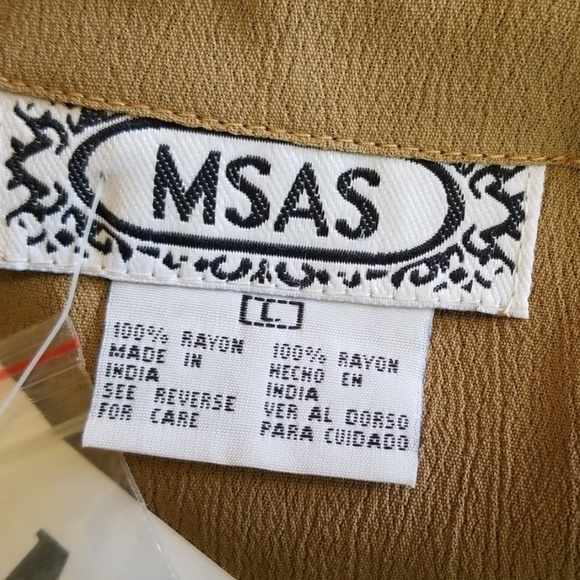 MSAS
L
100% RAYON
MADE IN
INDIA
SEE REVERSE
FOR CARE
100% RAYON
HECHO EN
INDIA
VER AL DORSO
PARA CUIDADO